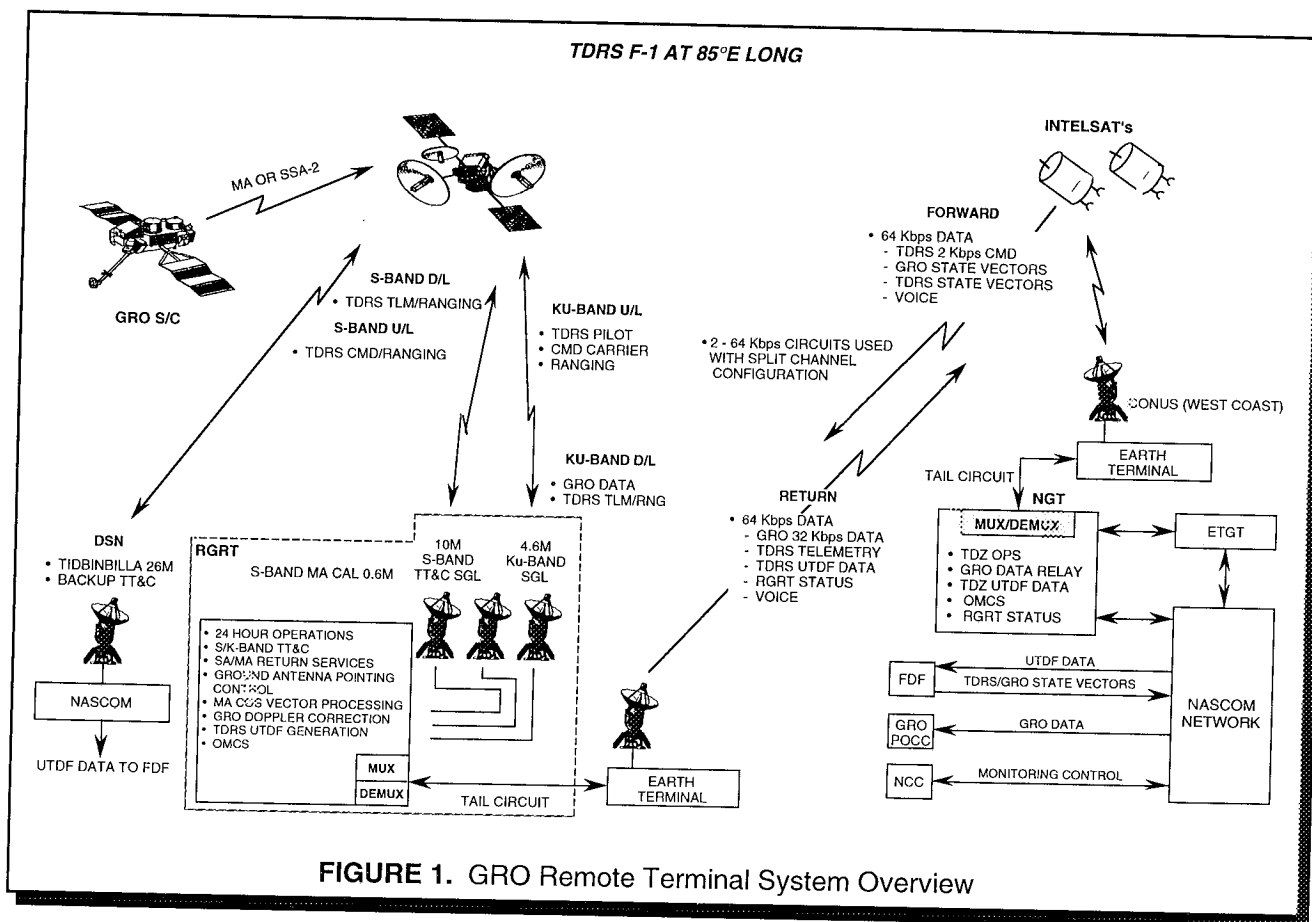 TDRS F-1 AT 85°E LONG
MA OR SSA-2
GRO S/C
S-BAND D/L
• TDRS TLM/RANGING
S-BAND U/L
• TDRS CMD/RANGING
KU-BAND U/L
• TDRS PILOT
• CMD CARRIER
• RANGING
KU-BAND D/L
• GRO DATA
• TDRS TLM/RNG
INTELSAT's
FORWARD
• 64 Kbps DATA
- TDRS 2 Kbps CMD
- GRO STATE VECTORS
- TDRS STATE VECTORS
- VOICE
• 2 - 64 Kbps CIRCUITS USED
WITH SPLIT CHANNEL
CONFIGURATION
RETURN
• 64 Kbps DATA
- GRO 32 Kbps DATA
- TDRS TELEMETRY
- TDRS UTDF DATA
- RGRT STATUS
- VOICE
DSN
• TIDBINBILLA 26M
• BACKUP TT&C
NASCOM
UTDF DATA TO FDF
RGRT
S-BAND MA CAL 0.6M
10M
S-BAND
TT&C SGL
4.6M
Ku-BAND
SGL
• 24 HOUR OPERATIONS
• S/K-BAND TT&C
• SA/MA RETURN SERVICES
• GROUND ANTENNA POINTING
CONTROL
• MA COS VECTOR PROCESSING
• GRO DOPPLER CORRECTION
• TDRS UTDF GENERATION
• OMCS
MUX
DEMUX
TAIL CIRCUIT
EARTH
TERMINAL
CONUS (WEST COAST)
EARTH
TERMINAL
TAIL CIRCUIT
NGT
MUX/DEMUX
• TDZ OPS
• GRO DATA RELAY
• TDZ UTDF DATA
• OMCS
• RGRT STATUS
ETGT
FDF
UTDF DATA
TDRS/GRO STATE VECTORS
GRO
POCC
GRO DATA
NCC
MONITORING CONTROL
NASCOM
NETWORK
FIGURE 1. GRO Remote Terminal System Overview